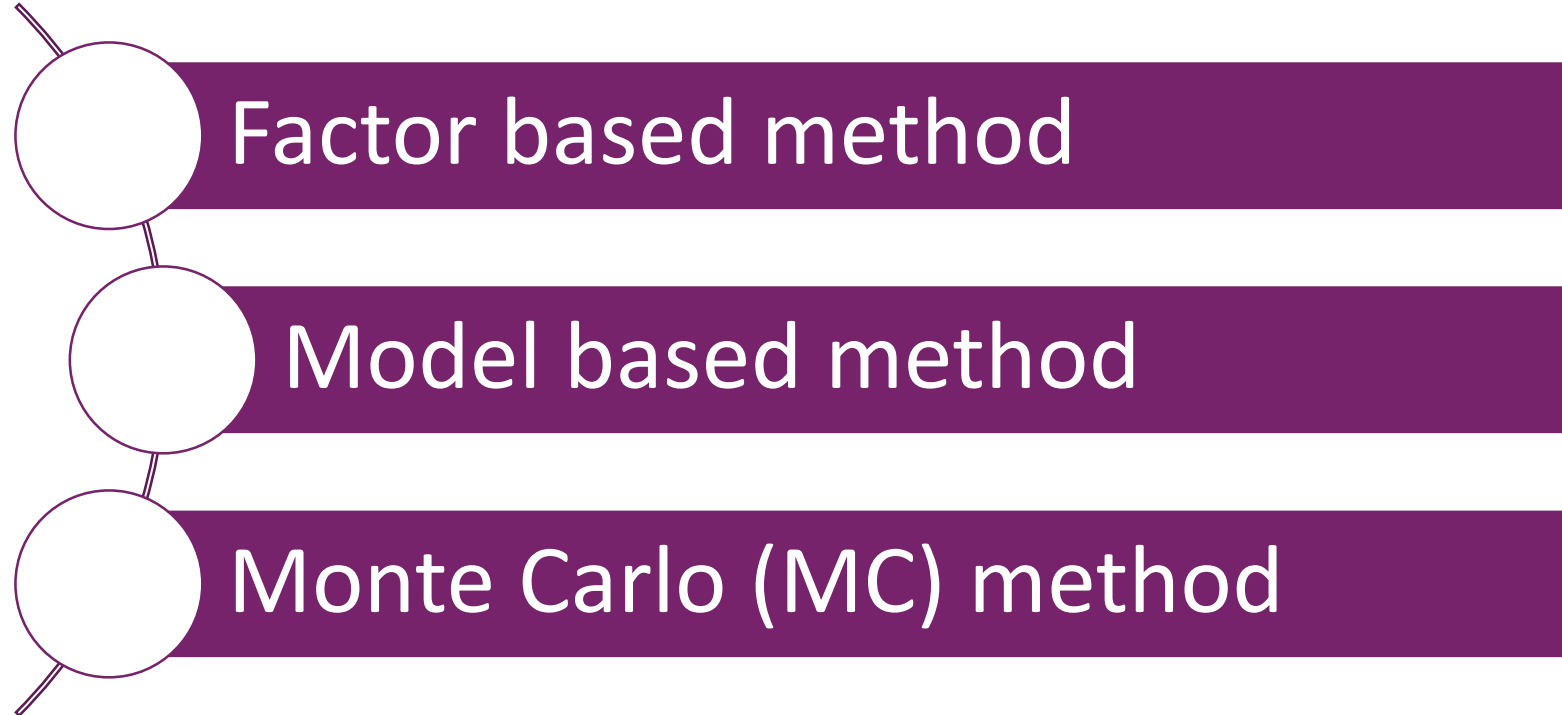 Factor based method
Model based method
Monte Carlo (MC) method